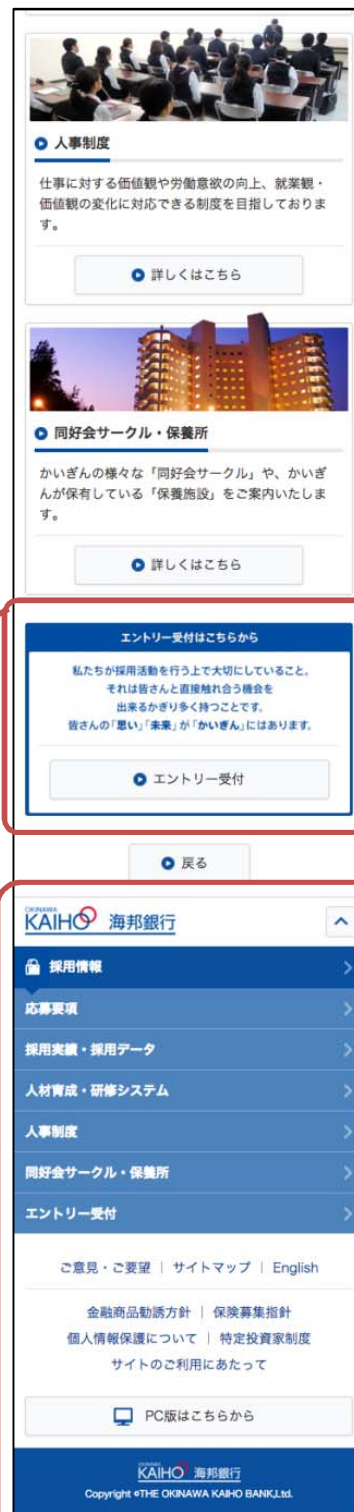 人事制度
仕事に対する価値観や労働意欲の向上、就業観・
価値観の変化に対応できる制度を目指しておりま
す。
詳しくはこちら
同好会サークル・保養所
かいぎんの様々な「同好会サークル」や、かいぎ
んが保有している「保養施設」をご案内いたしま
す。
詳しくはこちら
エントリー受付はこちらから
私たちが採用活動を行う上で大切にしていること。
それは皆さんと直接触れ合う機会を
出来るかぎり多く持つことです。
皆さんの「思い」「未来」が「かいぎん」にはあります。
エントリー受付
戻る
OKINAWA
KAIHO 海邦銀行
採用情報
応募要項
採用実績・採用データ
人材育成・研修システム
人事制度
同好会サークル・保養所
エントリー受付
ご意見・ご要望 | サイトマップ | English
金融商品勧誘方針 | 保険募集指針
個人情報保護について | 特定投資家制度
サイトのご利用にあたって
PC版はこちらから
OKINAWA
KAIHO 海邦銀行
Copyright ©THE OKINAWA KAIHO BANK,Ltd.